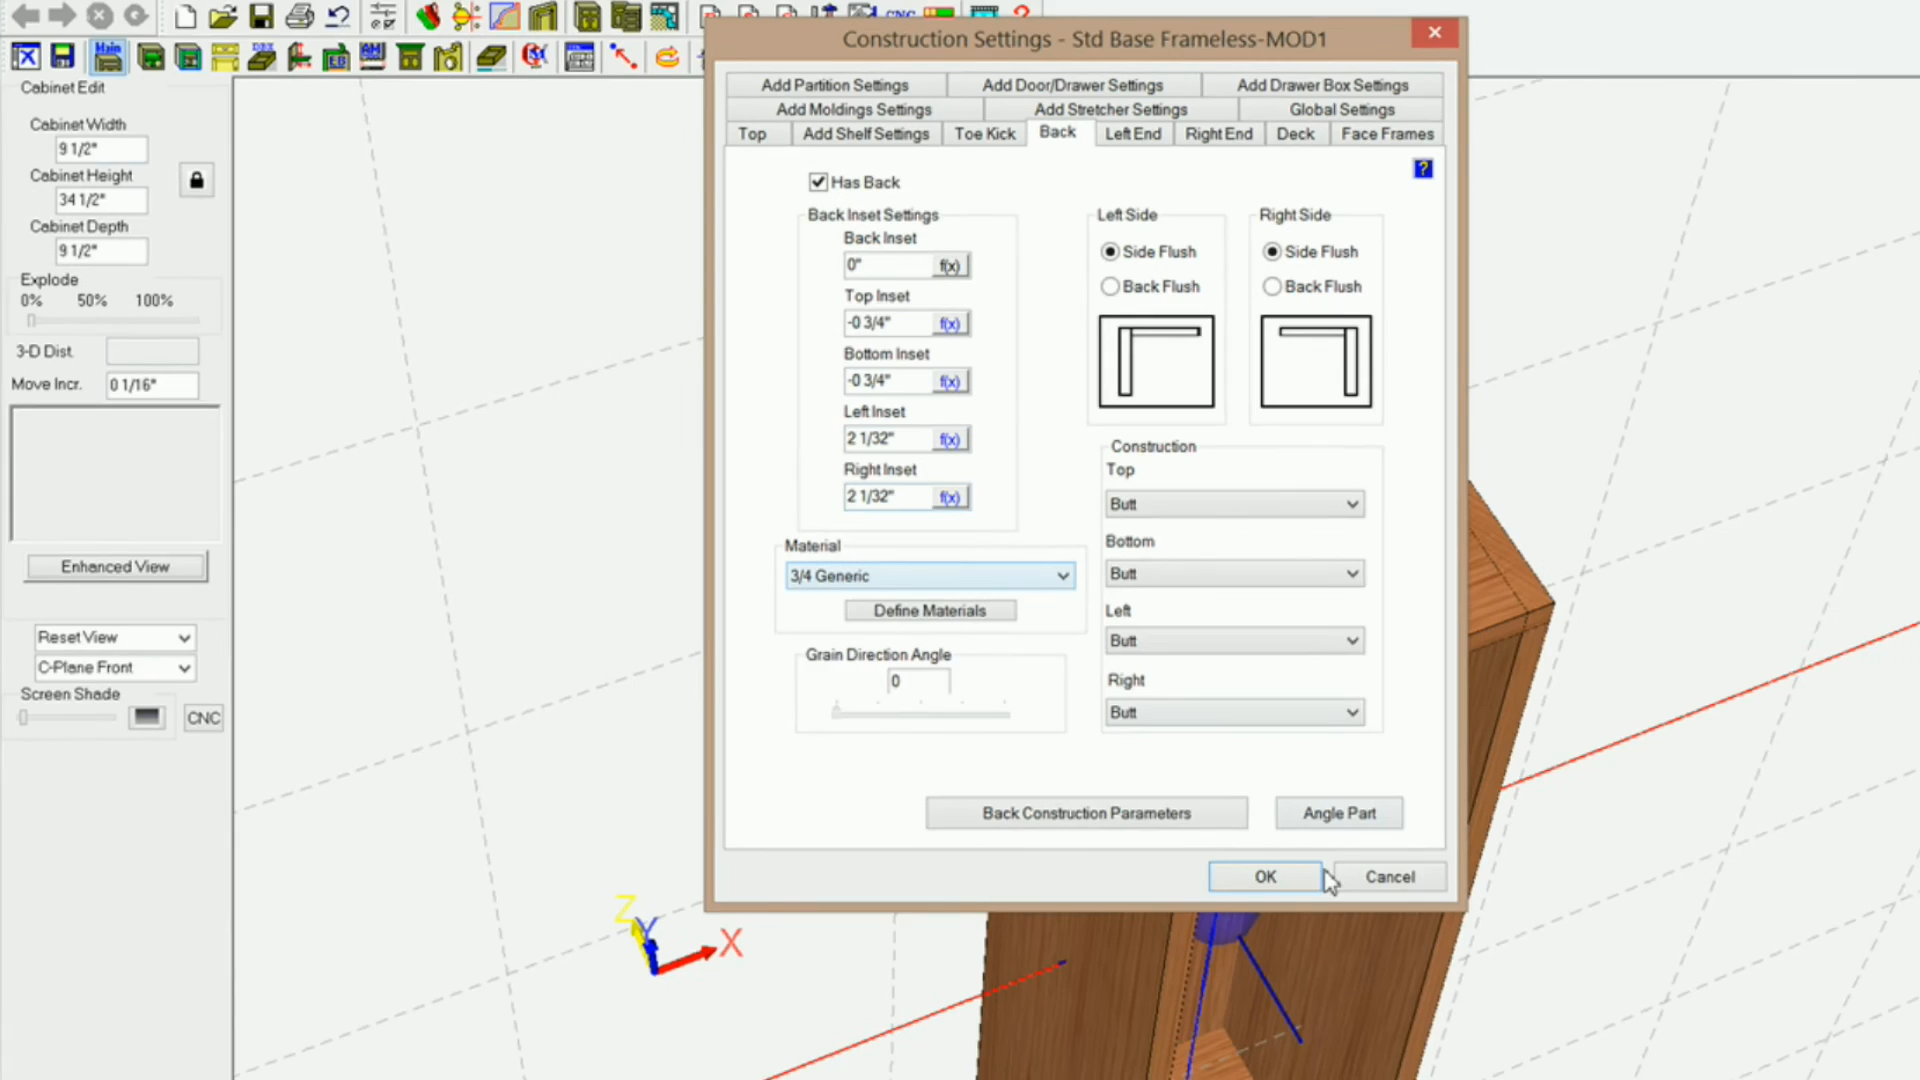 Construction Settings - Std Base Frameless-MOD1
Main
CNC
Cabinet Edit
Cabinet Width
9 1/2"
Cabinet Height
34 1/2"
Cabinet Depth
9 1/2"
Explode
0% 50% 100%
3-D Dist.
Move Incr. 0 1/16"
Enhanced View
Reset View
C-Plane Front
Screen Shade
CNC
Add Partition Settings Add Door/Drawer Settings Add Drawer Box Settings
Add Moldings Settings Add Stretcher Settings Global Settings
Top Add Shelf Settings Toe Kick Back Left End Right End Deck Face Frames
?
Has Back
Back Inset Settings
Back Inset
0" f(x)
Top Inset
-0 3/4" f(x)
Bottom Inset
-0 3/4" f(x)
Left Inset
2 1/32" f(x)
Right Inset
2 1/32" f(x)
Left Side
Side Flush
Back Flush
Right Side
Side Flush
Back Flush
Material
3/4 Generic
Define Materials
Grain Direction Angle
0
Construction
Top
Butt
Bottom
Butt
Left
Butt
Right
Butt
Back Construction Parameters Angle Part
OK Cancel
Z
Y
X